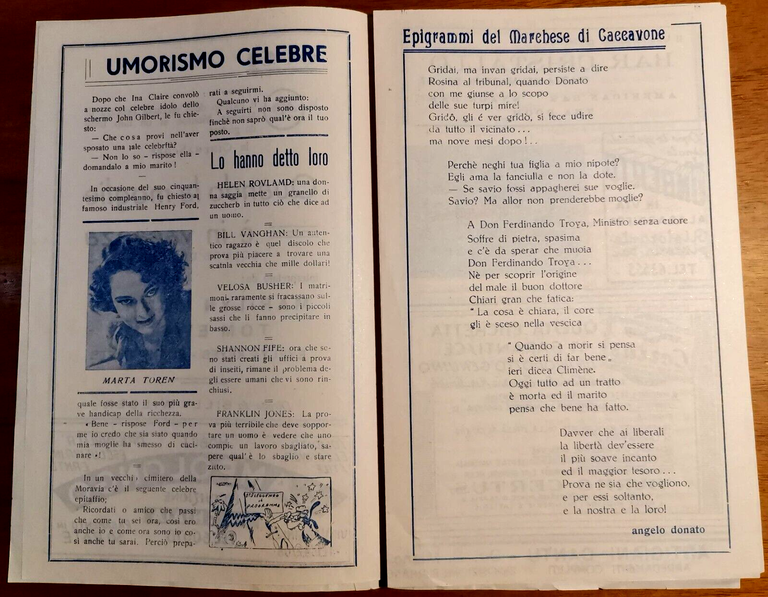 UMORISMO CELEBRE
Dopo che Ina Claire convolò
a nozze col celebre idolo dello
schermo John Gilbert, le fu chie-
sto:
— Che cosa provi nell'aver
sposato una tale celebrità?
— Non lo so - rispose ella -
domandalo a mio marito!
In occasione del suo cinquan-
tesimo compleanno, fu chiesto al
famoso industriale Henry Ford,
MARTA TOREN
quale fosse stato il suo più gra-
ve handicap della ricchezza.
« Bene - rispose Ford - per
me io credo che sia stato quando
mia moglie ha smesso di cuci-
nare »!
In un vecchi cimitero della
Moravia c'è il seguente celebre
epitaffio:
- Ricordati o amico che passi
che come tu sei ora, così ero
anche io e come ora sono io co-
sì anche tu sarai. Perciò prepa-
rati a seguirmi.
Qualcuno vi ha aggiunto:
A seguirti non sono disposto
finchè non saprò qual'è ora il tuo
posto.
Lo hanno detto loro
HELEN ROVLAMD: una don-
na saggia mette un granello di
zuccherb in tutto ciò che dice ad
un uomo.
BILL VANGHAN: Un auten-
tico ragazzo è quel discolo che
prova più piacere a trovare una
scatola vecchia che mille dollari!
VELOSA BUSHER: I matri-
moni raramente si fracassano sul-
le grosse rocce - sono i piccoli
sassi che li fanno precipitare in
basso.
SHANNON FIFE: ora che so-
no stati creati gli uffici a prova
di insetti, rimane il problema de-
gli essere umani che vi sono rin-
chiusi.
FRANKLIN JONES: La pro-
va più terribile che deve soppor-
tare un uomo è vedere che uno
compie un lavoro sbagliato, sa-
pere qual'è lo sbaglio e stare
zitto.
Epigrammi del Marchese di Caccavone
Gridai, ma invan gridai, persiste a dire
Rosina al tribunal, quando Donato
con me giunse a lo scopo
delle sue turpi mire!
Gridò, gli è ver gridò, si fece udire
da tutto il vicinato...
ma nove mesi dopo!..
Perchè neghi tua figlia a mio nipote?
Egli ama la fanciulla e non la dote.
— Se savio fossi appagherei sue voglie.
Savio? Ma allor non prenderebbe moglie?
A Don Ferdinando Troya, Ministro senza cuore
Soffre di pietra, spasima
e c'è da sperar che muoia
Don Ferdinando Troya...
Nè per scoprir l'origine
del male il buon dottore
Chiari gran che fatica:
"La cosa è chiara, il core
gli è sceso nella vescica
"Quando a morir si pensa
si è certi di far bene„
ieri dicea Climène.
Oggi tutto ad un tratto
è morta ed il marito
pensa che bene ha fatto.
Davver che ai liberali
la libertà dev'essere
il più soave incanto
ed il maggior tesoro...
Prova ne sia che vogliono,
e per essi soltanto,
e la nostra e la loro!
angelo donato